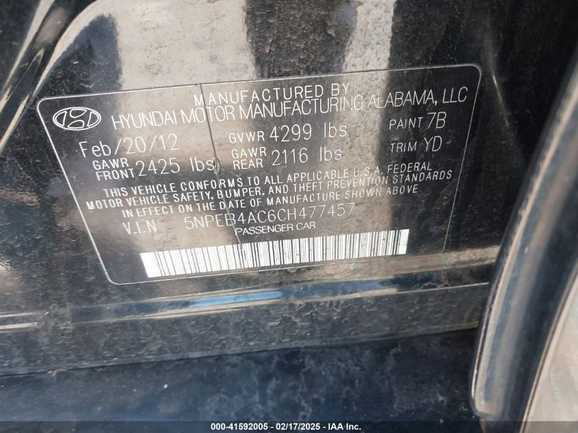 MANUFACTURED BY
HYUNDAI MOTOR MANUFACTURING ALABAMA, LLC
Feb/20/12 GVWR 4299 lbs PAINT 7B
GAWR FRONT 2425 lbs GAWR REAR 2116 lbs TRIM YD
THIS VEHICLE CONFORMS TO ALL APPLICABLE U.S.A. FEDERAL
MOTOR VEHICLE SAFETY, BUMPER, AND THEFT PREVENTION STANDARDS
IN EFFECT ON THE DATE OF MANUFACTURE SHOWN ABOVE.
V.I.N 5NPEB4AC6CH477457
PASSENGER CAR
000-41592005 - 02/17/2025 - IAA Inc.